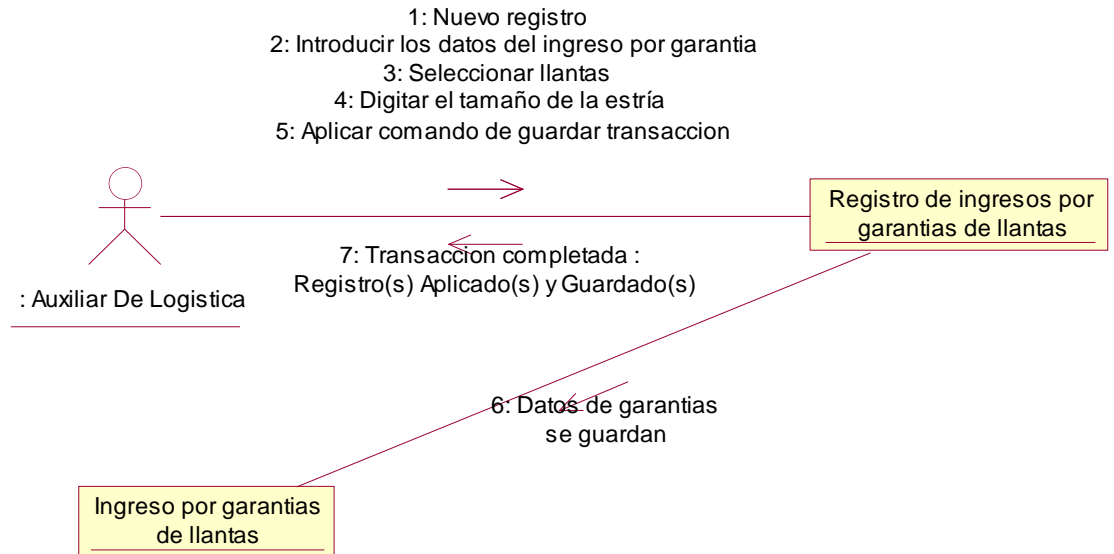 1: Nuevo registro
2: Introducir los datos del ingreso por garantia
3: Seleccionar llantas
4: Digitar el tamaño de la estría
5: Aplicar comando de guardar transaccion
Registro de ingresos por
garantias de llantas
7: Transaccion completada :
Registro(s) Aplicado(s) y Guardado(s)
: Auxiliar De Logistica
6: Datos de garantias
se guardan
Ingreso por garantias
de llantas